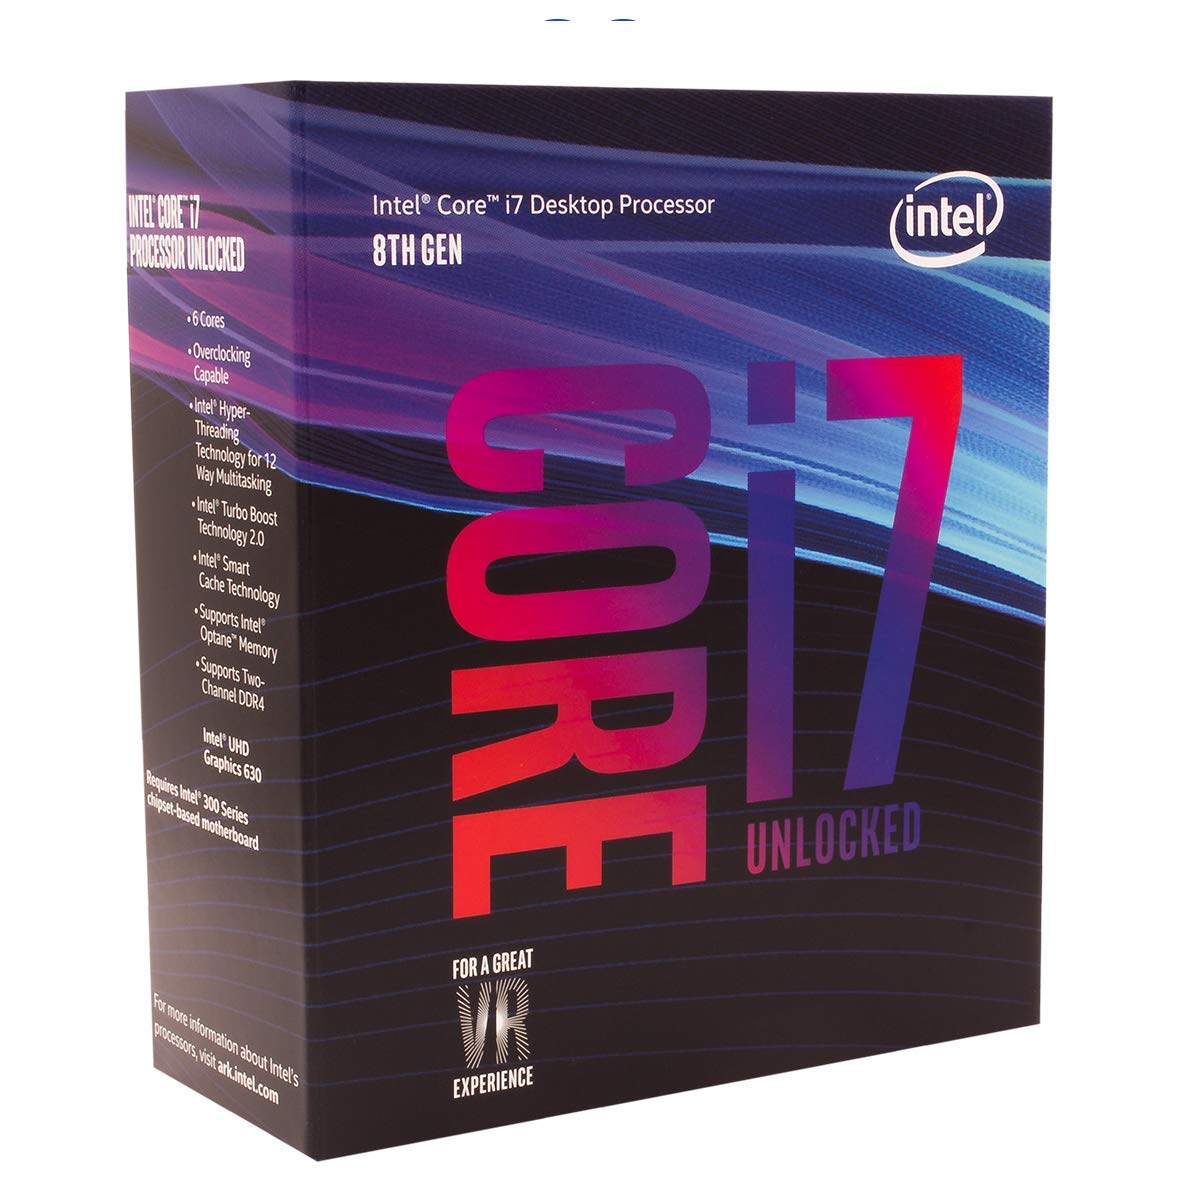 INTEL® CORE™ i7
PROCESSOR UNLOCKED
• 6 Cores
• Overclocking
Capable
• Intel® Hyper-
Threading
Technology for 12
Way Multitasking
• Intel® Turbo Boost
Technology 2.0
• Intel® Smart
Cache Technology
• Supports Intel®
Optane™ Memory
• Supports Two-
Channel DDR4
Intel® UHD
Graphics 630
Requires Intel® 300 Series
chipset-based motherboard
For more information about Intel's
processors, visit ark.intel.com
Intel® Core™ i7 Desktop Processor
8TH GEN
intel®
CORE
i7
UNLOCKED
FOR A GREAT
VR
EXPERIENCE